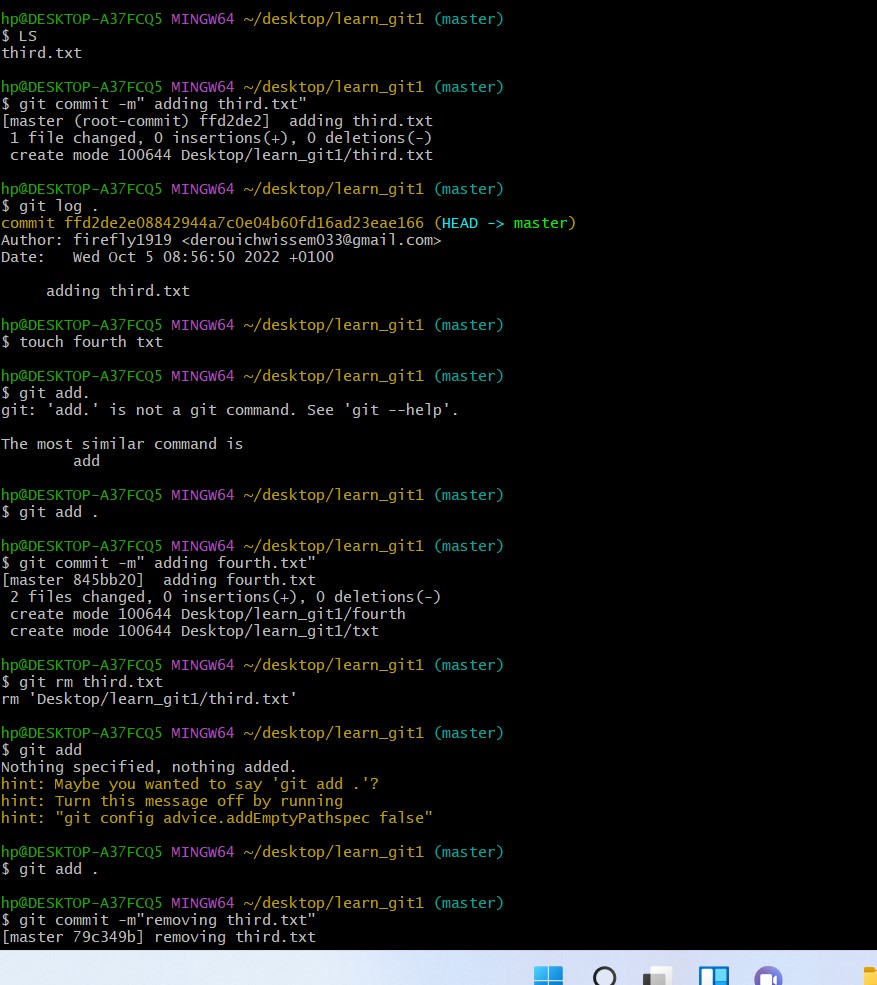 hp@DESKTOP-A37FCQ5 MINGW64 ~/desktop/learn_git1 (master)
$ LS
third.txt
hp@DESKTOP-A37FCQ5 MINGW64 ~/desktop/learn_git1 (master)
$ git commit -m" adding third.txt"
[master (root-commit) ffd2de2]  adding third.txt
 1 file changed, 0 insertions(+), 0 deletions(-)
 create mode 100644 Desktop/learn_git1/third.txt
hp@DESKTOP-A37FCQ5 MINGW64 ~/desktop/learn_git1 (master)
$ git log .
commit ffd2de2e08842944a7c0e04b60fd16ad23eae166 (HEAD -> master)
Author: firefly1919 <derouichwissem033@gmail.com>
Date:   Wed Oct 5 08:56:50 2022 +0100
     adding third.txt
hp@DESKTOP-A37FCQ5 MINGW64 ~/desktop/learn_git1 (master)
$ touch fourth txt
hp@DESKTOP-A37FCQ5 MINGW64 ~/desktop/learn_git1 (master)
$ git add.
git: 'add.' is not a git command. See 'git --help'.
The most similar command is
        add
hp@DESKTOP-A37FCQ5 MINGW64 ~/desktop/learn_git1 (master)
$ git add .
hp@DESKTOP-A37FCQ5 MINGW64 ~/desktop/learn_git1 (master)
$ git commit -m" adding fourth.txt"
[master 845bb20]  adding fourth.txt
 2 files changed, 0 insertions(+), 0 deletions(-)
 create mode 100644 Desktop/learn_git1/fourth
 create mode 100644 Desktop/learn_git1/txt
hp@DESKTOP-A37FCQ5 MINGW64 ~/desktop/learn_git1 (master)
$ git rm third.txt
rm 'Desktop/learn_git1/third.txt'
hp@DESKTOP-A37FCQ5 MINGW64 ~/desktop/learn_git1 (master)
$ git add
Nothing specified, nothing added.
hint: Maybe you wanted to say 'git add .'?
hint: Turn this message off by running
hint: "git config advice.addEmptyPathspec false"
hp@DESKTOP-A37FCQ5 MINGW64 ~/desktop/learn_git1 (master)
$ git add .
hp@DESKTOP-A37FCQ5 MINGW64 ~/desktop/learn_git1 (master)
$ git commit -m"removing third.txt"
[master 79c349b] removing third.txt